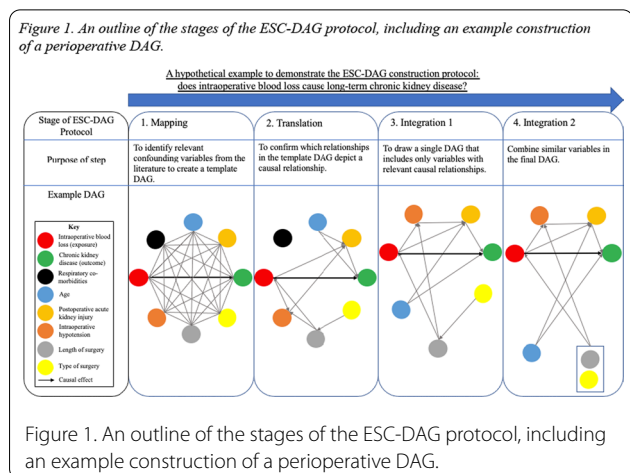 Figure 1. An outline of the stages of the ESC-DAG protocol, including an example construction
of a perioperative DAG.
A hypothetical example to demonstrate the ESC-DAG construction protocol:
does intraoperative blood loss cause long-term chronic kidney disease?
Stage of ESC-DAG
Protocol
1. Mapping
2. Translation
3. Integration 1
4. Integration 2
Purpose of step
To identify relevant
confounding variables from the
literature to create a template
DAG.
To confirm which relationships
in the template DAG depict a
causal relationship.
To draw a single DAG that
includes only variables with
relevant causal relationships.
Combine similar variables in
the final DAG.
Example DAG
Key
Intraoperative blood
loss (exposure)
Chronic kidney
disease (outcome)
Respiratory co-
morbidities
Age
Postoperative acute
kidney injury
Intraoperative
hypotension
Length of surgery
Type of surgery
Causal effect
Figure 1. An outline of the stages of the ESC-DAG protocol, including
an example construction of a perioperative DAG.